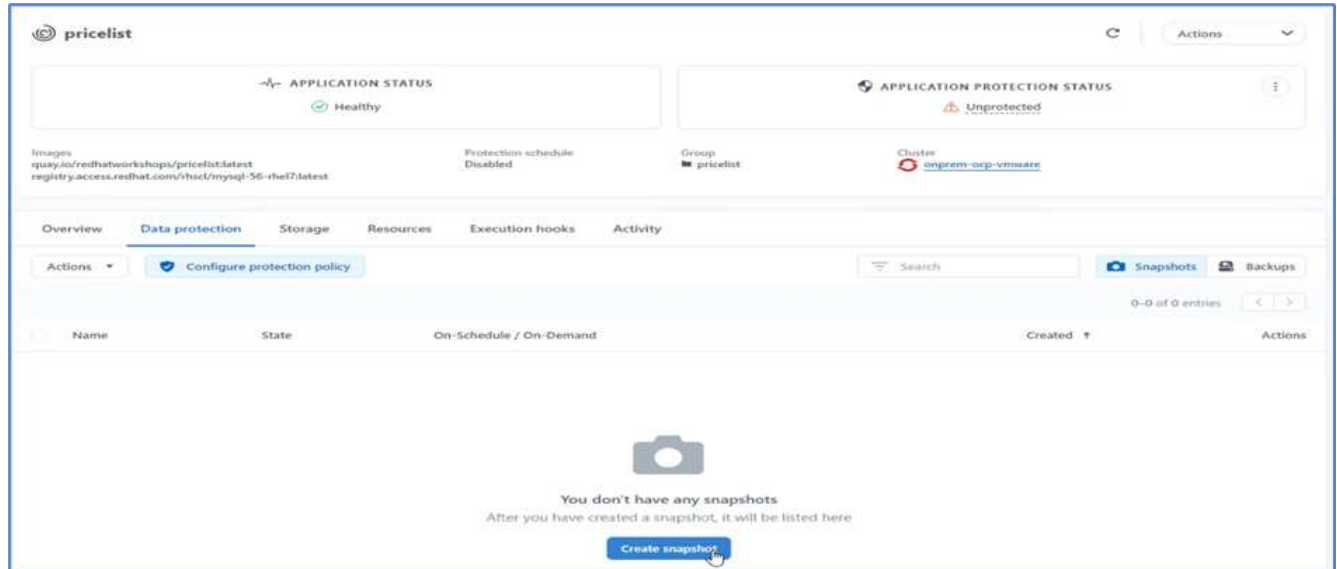 pricelist
Actions
APPLICATION STATUS
Healthy
APPLICATION PROTECTION STATUS
Unprotected
Images
quay.io/redhatworkshops/pricelist:latest
registry.access.redhat.com/rhscl/mysql-56-rhel7:latest
Protection schedule
Disabled
Group
pricelist
Cluster
onprem-ocp-vmware
Overview Data protection Storage Resources Execution hooks Activity
Actions Configure protection policy Search Snapshots Backups
0-0 of 0 entries
Name State On-Schedule / On-Demand Created Actions
You don't have any snapshots
After you have created a snapshot, it will be listed here
Create snapshot